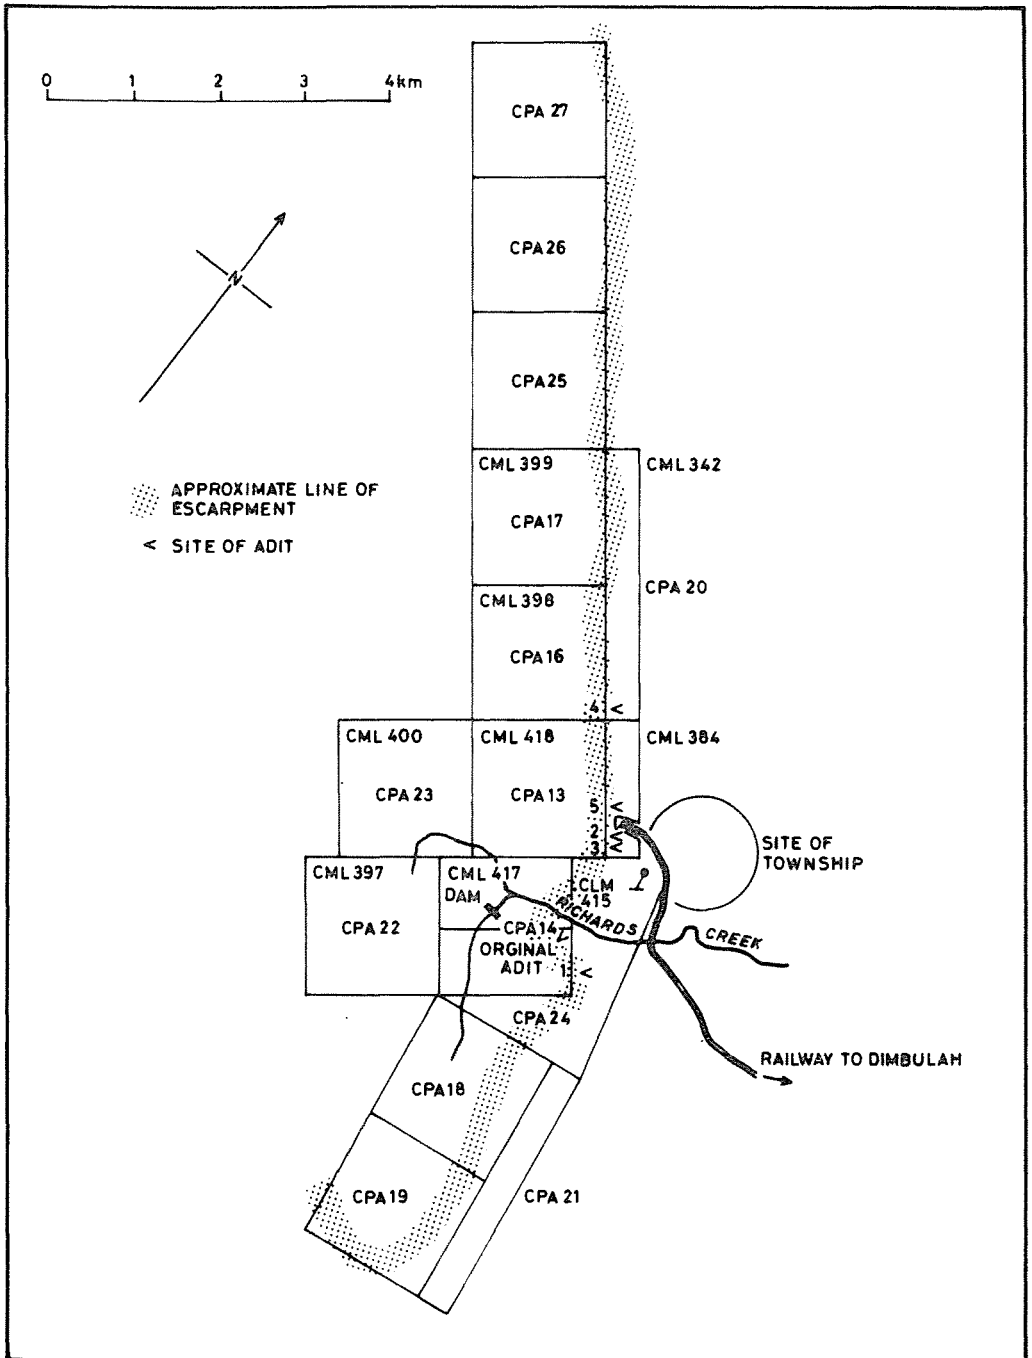 0 1 2 3 4km
CPA 27
N
CPA 26
CPA 25
APPROXIMATE LINE OF
ESCARPMENT
< SITE OF ADIT
CML 399
CML 342
CPA 17
CML 398
CPA 20
CPA 16
4 <
CML 400
CML 418
CML 384
CPA 23
CPA 13
5 <
2 <
3 <
SITE OF
TOWNSHIP
CML 397
CML 417
CLM
415
DAM
RICHARDS
CREEK
CPA 22
CPA 14
ORGINAL
ADIT
1 <
CPA 24
RAILWAY TO DIMBULAH
CPA 18
CPA 19
CPA 21